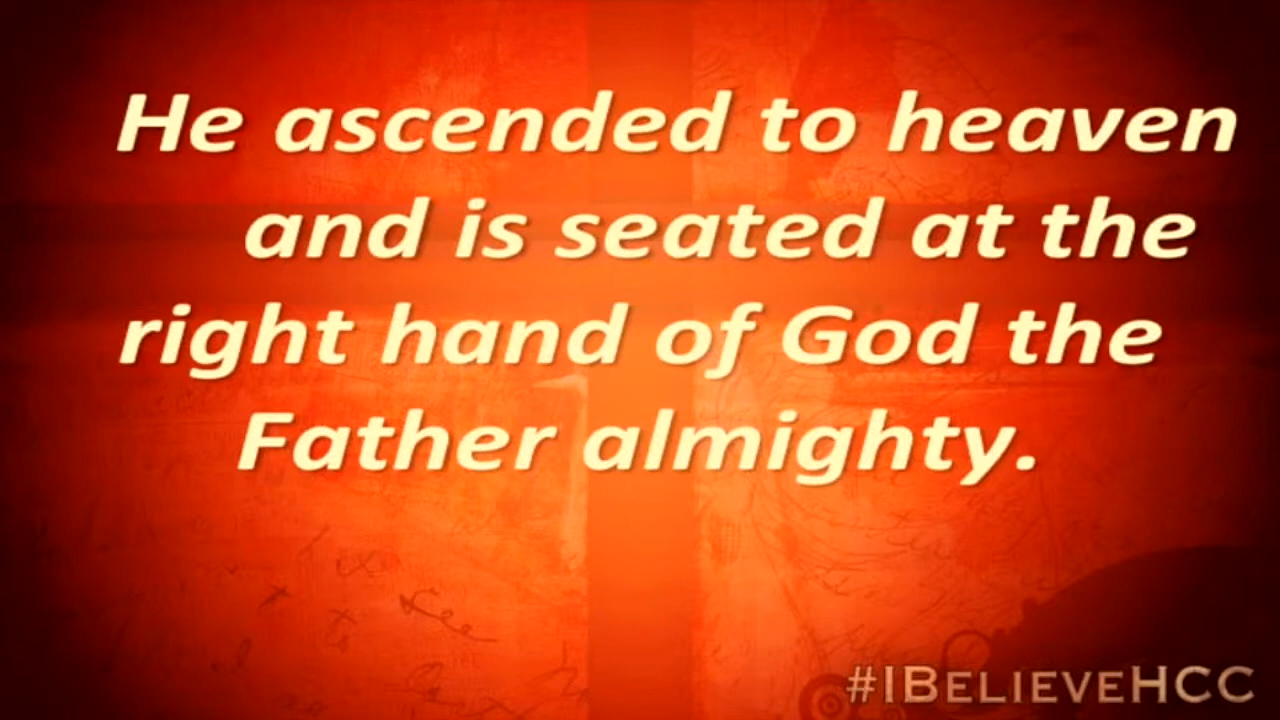 He ascended to heaven
and is seated at the
right hand of God the
Father almighty.
#IBelieveHCC